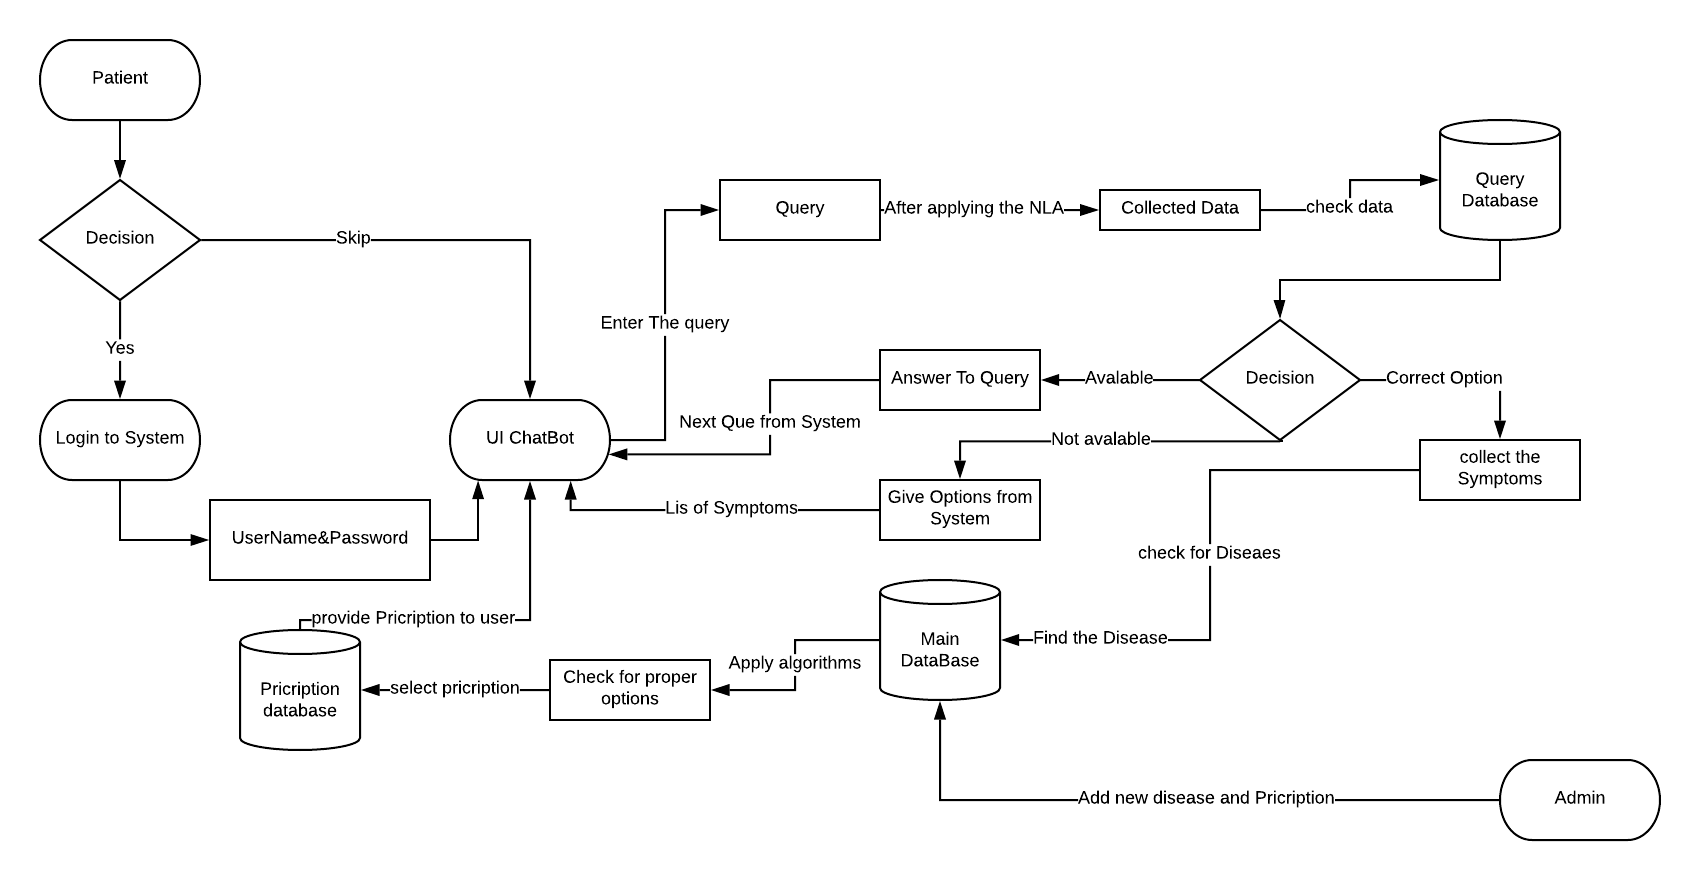 Patient
Decision
Skip
Yes
Login to System
UserName&Password
UI ChatBot
Enter The query
Query
After applying the NLA
Collected Data
check data
Query
Database
Decision
Avalable
Answer To Query
Next Que from System
Correct Option
collect the
Symptoms
Not avalable
Give Options from
System
Lis of Symptoms
check for Diseaes
Find the Disease
Main
DataBase
Apply algorithms
Check for proper
options
select pricription
Pricription
database
provide Pricription to user
Add new disease and Pricription
Admin